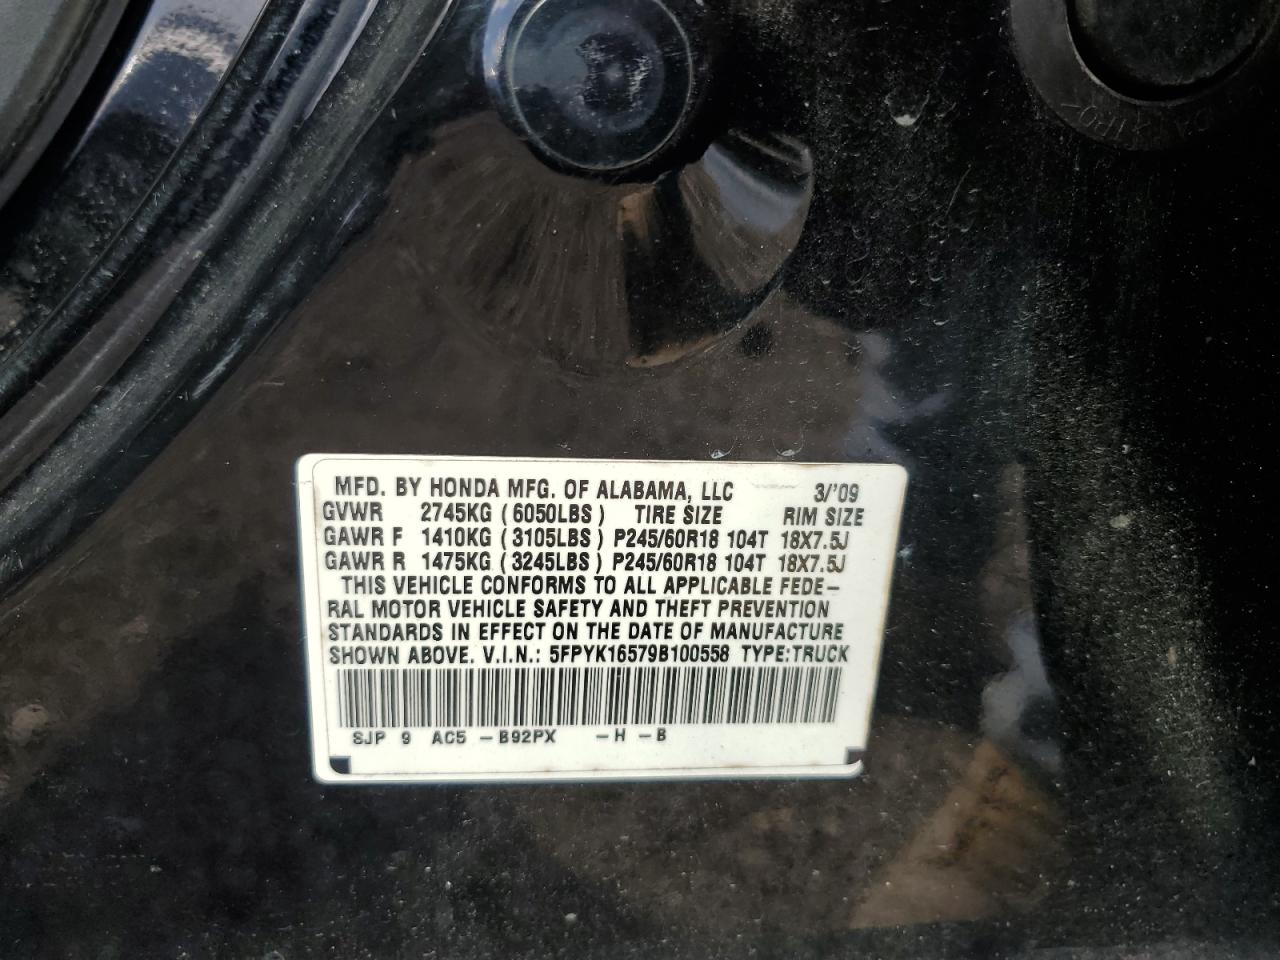 MFD. BY HONDA MFG. OF ALABAMA, LLC 3/'09
GVWR 2745KG (6050LBS) TIRE SIZE RIM SIZE
GAWR F 1410KG (3105LBS) P245/60R18 104T 18X7.5J
GAWR R 1475KG (3245LBS) P245/60R18 104T 18X7.5J
THIS VEHICLE CONFORMS TO ALL APPLICABLE FEDE-
RAL MOTOR VEHICLE SAFETY AND THEFT PREVENTION
STANDARDS IN EFFECT ON THE DATE OF MANUFACTURE
SHOWN ABOVE. V.I.N.: 5FPYK16579B100558 TYPE:TRUCK
SJP 9 AC5 -B92PX -H -B